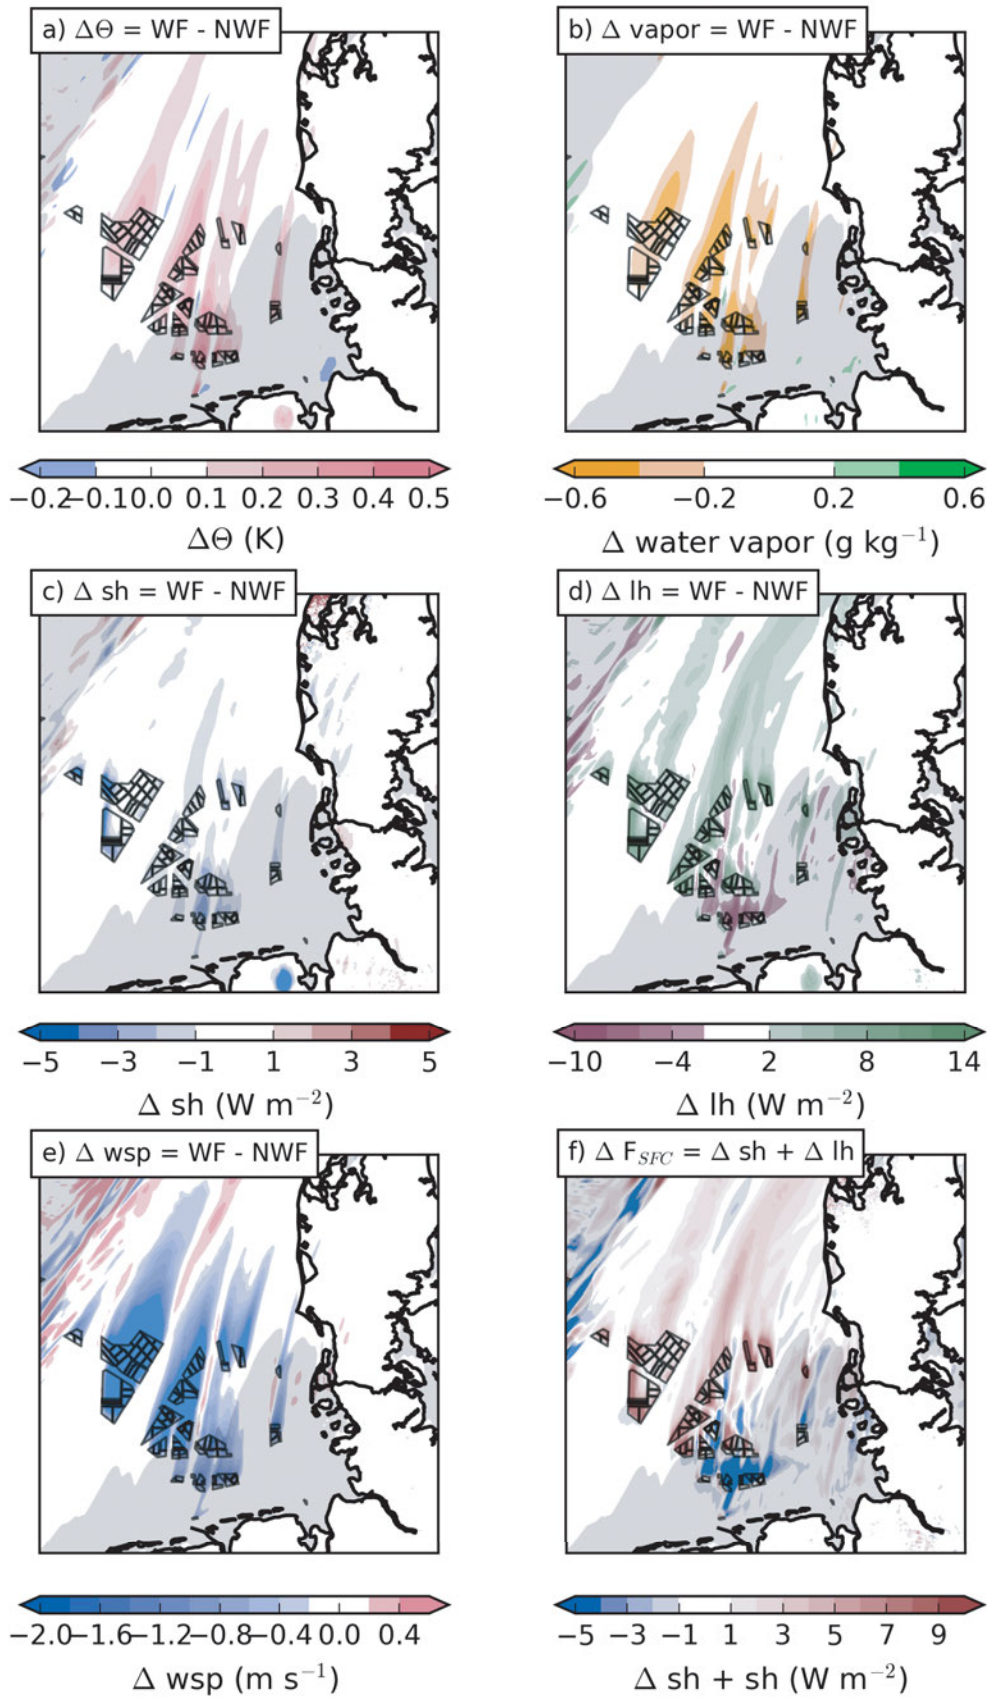 a) ΔΘ = WF - NWF
b) Δ vapor = WF - NWF
−0.2 −0.1 0.0 0.1 0.2 0.3 0.4 0.5
−0.6 −0.2 0.2 0.6
ΔΘ (K)
Δ water vapor (g kg⁻¹)
c) Δ sh = WF - NWF
d) Δ lh = WF - NWF
−5 −3 −1 1 3 5
−10 −4 2 8 14
Δ sh (W m⁻²)
Δ lh (W m⁻²)
e) Δ wsp = WF - NWF
f) Δ F_SFC = Δ sh + Δ lh
−2.0 −1.6 −1.2 −0.8 −0.4 0.0 0.4
−5 −3 −1 1 3 5 7 9
Δ wsp (m s⁻¹)
Δ sh + sh (W m⁻²)